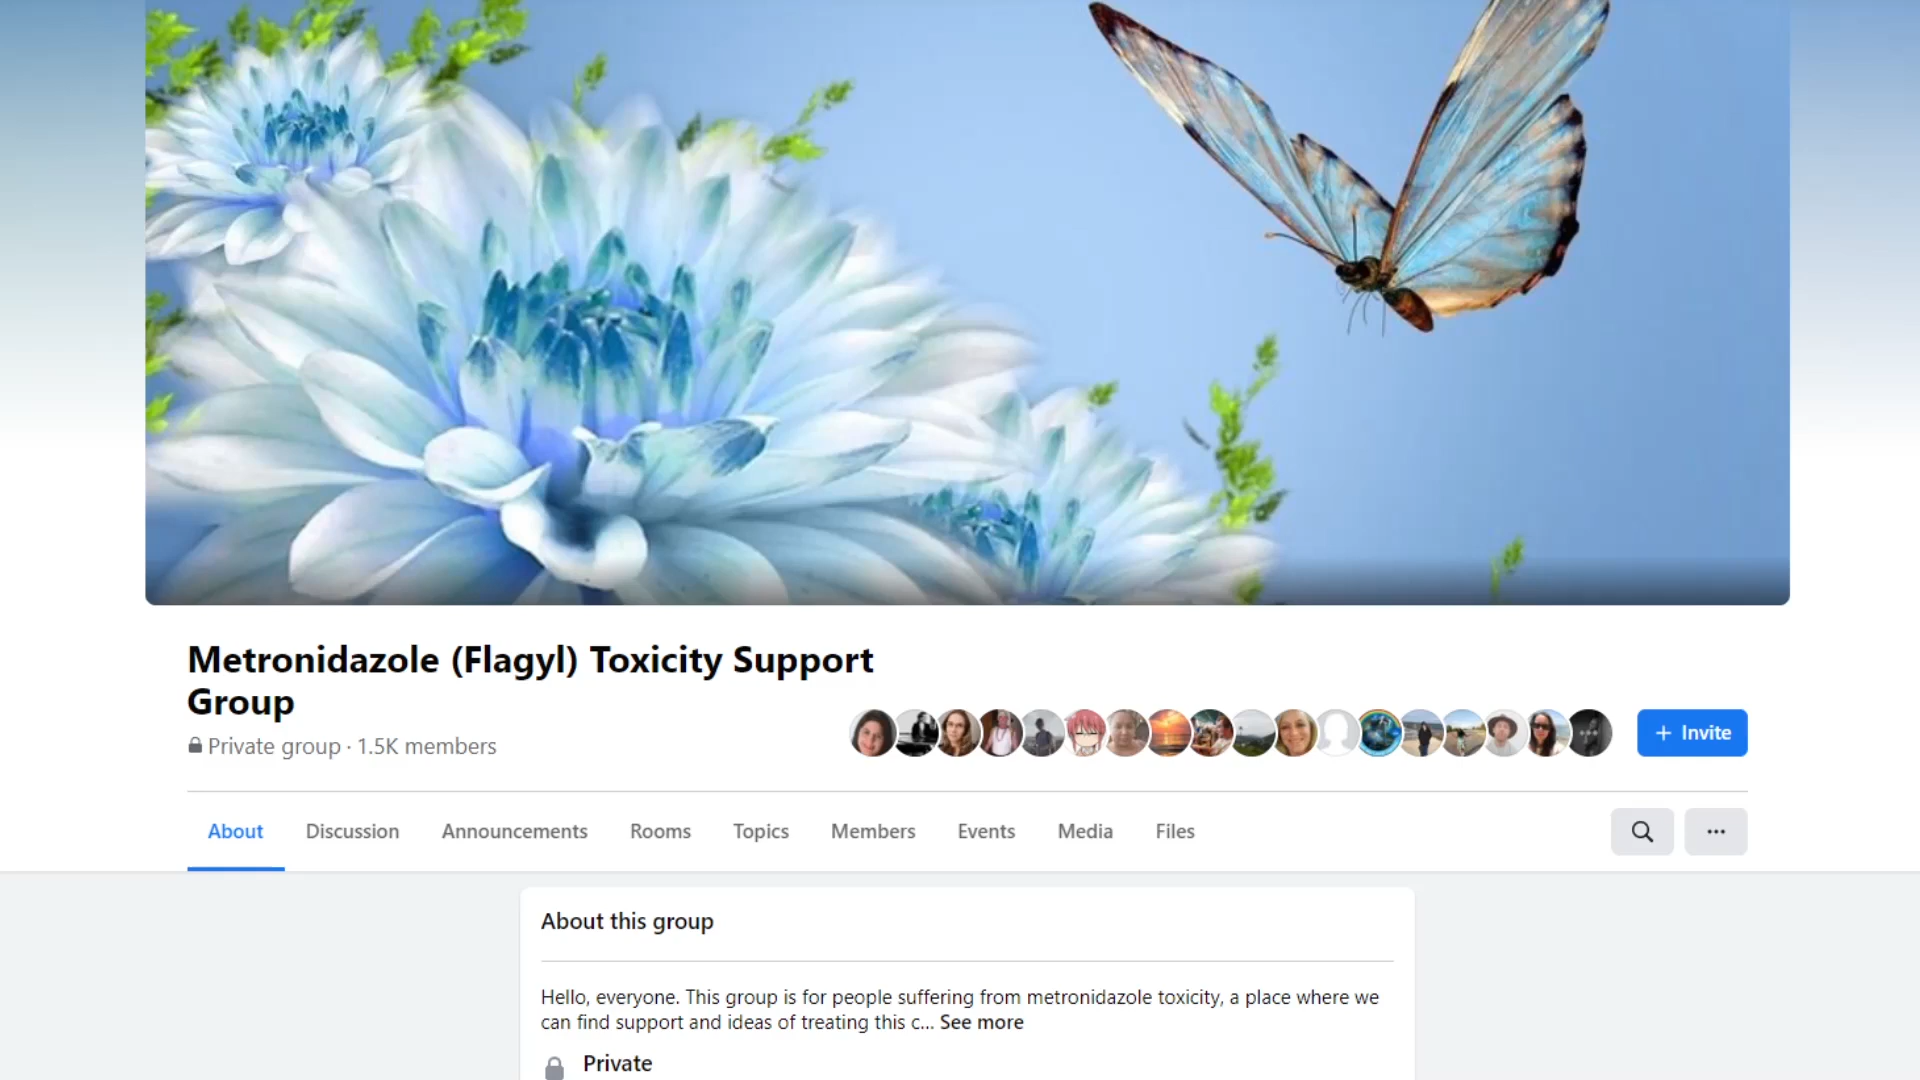 Metronidazole (Flagyl) Toxicity Support
Group
Private group · 1.5K members
+ Invite
About Discussion Announcements Rooms Topics Members Events Media Files
About this group
Hello, everyone. This group is for people suffering from metronidazole toxicity, a place where we
can find support and ideas of treating this c... See more
Private